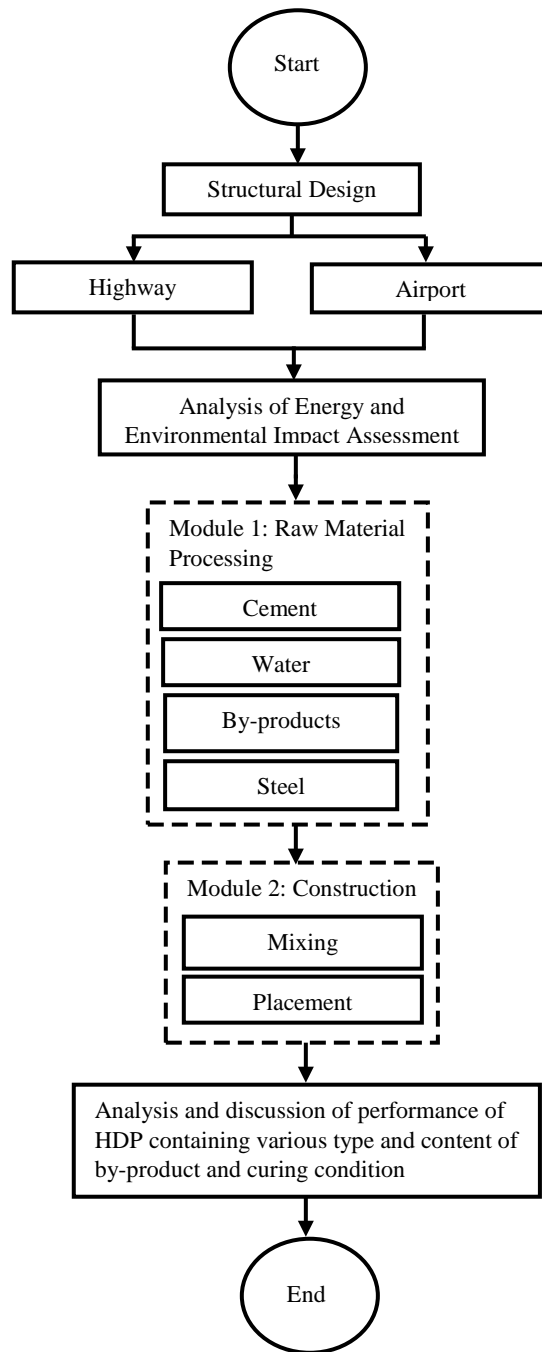 Start
Structural Design
Highway
Airport
Analysis of Energy and
Environmental Impact Assessment
Module 1: Raw Material
Processing
Cement
Water
By-products
Steel
Module 2: Construction
Mixing
Placement
Analysis and discussion of performance of
HDP containing various type and content of
by-product and curing condition
End